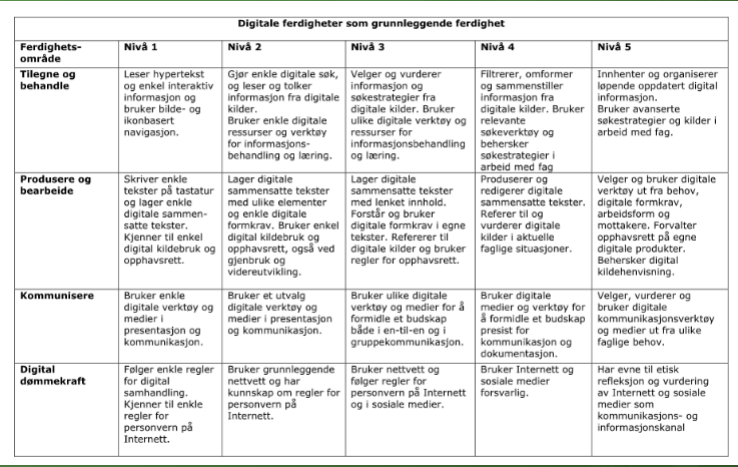 Digitale ferdigheter som grunnleggende ferdighet
Ferdighets-
område
Nivå 1
Nivå 2
Nivå 3
Nivå 4
Nivå 5
Tilegne og
behandle
Leser hypertekst
og enkel interaktiv
informasjon og
bruker bilde- og
ikonbasert
navigasjon.
Gjør enkle digitale søk,
og leser og tolker
informasjon fra digitale
kilder.
Bruker enkle digitale
ressurser og verktøy
for informasjons-
behandling og læring.
Velger og vurderer
informasjon og
søkestrategier fra
digitale kilder. Bruker
ulike digitale verktøy og
ressurser for
informasjonsbehandling
og læring.
Filtrerer, omformer
og sammenstiller
informasjon fra
digitale kilder. Bruker
relevante
søkeverktøy og
behersker
søkestrategier i
arbeid med fag
Innhenter og organiserer
løpende oppdatert digital
informasjon.
Bruker avanserte
søkestrategier og kilder i
arbeid med fag.
Produsere og
bearbeide
Skriver enkle
tekster på tastatur
og lager enkle
digitale sammen-
satte tekster.
Kjenner til enkel
digital kildebruk og
opphavsrett.
Lager digitale
sammensatte tekster
med ulike elementer
og enkle digitale
formkrav. Bruker enkel
digital kildebruk og
opphavsrett, også ved
gjenbruk og
videreutvikling.
Lager digitale
sammensatte tekster
med lenket innhold.
Forstår og bruker
digitale formkrav i egne
tekster. Refererer til
digitale kilder og bruker
regler for opphavsrett.
Produserer og
redigerer digitale
sammensatte tekster.
Referer til og
vurderer digitale
kilder i aktuelle
faglige situasjoner.
Velger og bruker digitale
verktøy ut fra behov,
digitale formkrav,
arbeidsform og
mottakere. Forvalter
opphavsrett på egne
digitale produkter.
Behersker digital
kildehenvisning.
Kommunisere
Bruker enkle
digitale verktøy og
medier i
presentasjon og
kommunikasjon.
Bruker et utvalg
digitale verktøy og
medier i presentasjon
og kommunikasjon.
Bruker ulike digitale
verktøy og medier for å
formidle et budskap
både i en-til-en og i
gruppekommunikasjon.
Bruker digitale
medier og verktøy for
å formidle et budskap
presist for
kommunikasjon og
dokumentasjon.
Velger, vurderer og
bruker digitale
kommunikasjonsverktøy
og medier ut fra ulike
faglige behov.
Digital
dømmekraft
Følger enkle regler
for digital
samhandling.
Kjenner til enkle
regler for
personvern på
Internett.
Bruker grunnleggende
nettvett og har
kunnskap om regler for
personvern på
Internett.
Bruker nettvett og
følger regler for
personvern på Internett
og i sosiale medier.
Bruker Internett og
sosiale medier
forsvarlig.
Har evne til etisk
refleksjon og vurdering
av Internett og sosiale
medier som
kommunikasjons- og
informasjonskanal